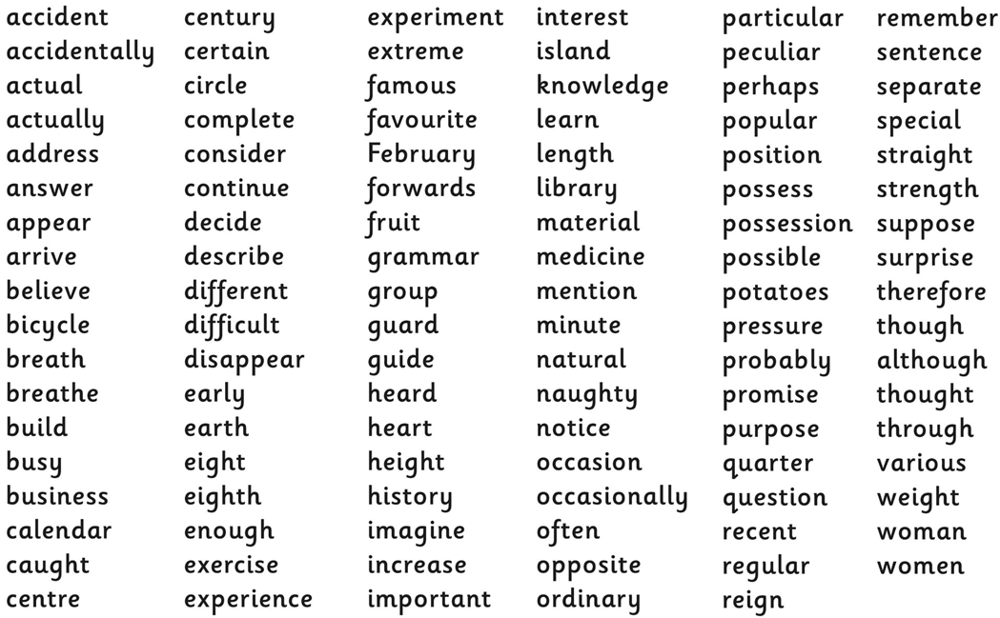 accident
accidentally
actual
actually
address
answer
appear
arrive
believe
bicycle
breath
breathe
build
busy
business
calendar
caught
centre
century
certain
circle
complete
consider
continue
decide
describe
different
difficult
disappear
early
earth
eight
eighth
enough
exercise
experience
experiment
extreme
famous
favourite
February
forwards
fruit
grammar
group
guard
guide
heard
heart
height
history
imagine
increase
important
interest
island
knowledge
learn
length
library
material
medicine
mention
minute
natural
naughty
notice
occasion
occasionally
often
opposite
ordinary
particular
peculiar
perhaps
popular
position
possess
possession
possible
potatoes
pressure
probably
promise
purpose
quarter
question
recent
regular
reign
remember
sentence
separate
special
straight
strength
suppose
surprise
therefore
though
although
thought
through
various
weight
woman
women